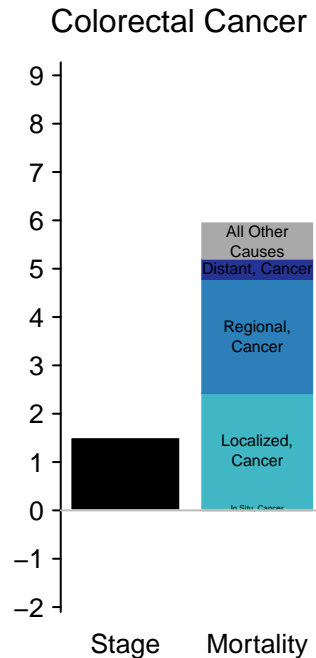 Colorectal Cancer
9
8
7
6
5
4
3
2
1
0
−1
−2
All Other
Causes
Distant, Cancer
Regional,
Cancer
Localized,
Cancer
In Situ, Cancer
Stage
Mortality